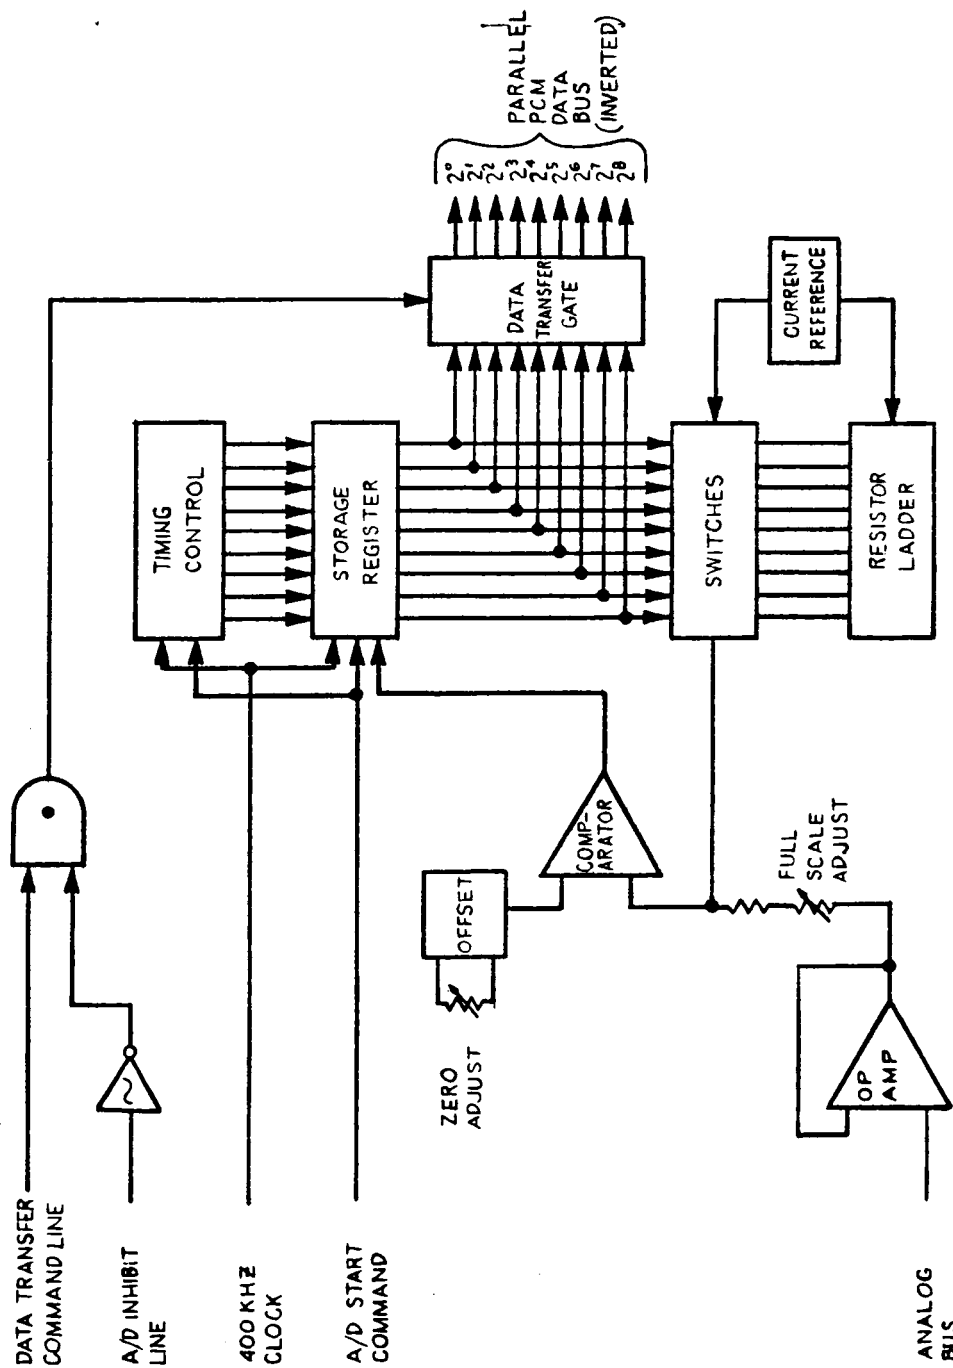 DATA TRANSFER
COMMAND LINE
A/D INHIBIT
LINE
400 KHZ
CLOCK
A/D START
COMMAND
ANALOG
BUS
ZERO
ADJUST
OFFSET
OP
AMP
COMP-
ARATOR
FULL
SCALE
ADJUST
TIMING
CONTROL
STORAGE
REGISTER
SWITCHES
RESISTOR
LADDER
DATA
TRANSFER
GATE
CURRENT
REFERENCE
2⁰
2¹
2²
2³
2⁴
2⁵
2⁶
2⁷
2⁸
PARALLEL
PCM
DATA
BUS
(INVERTED)